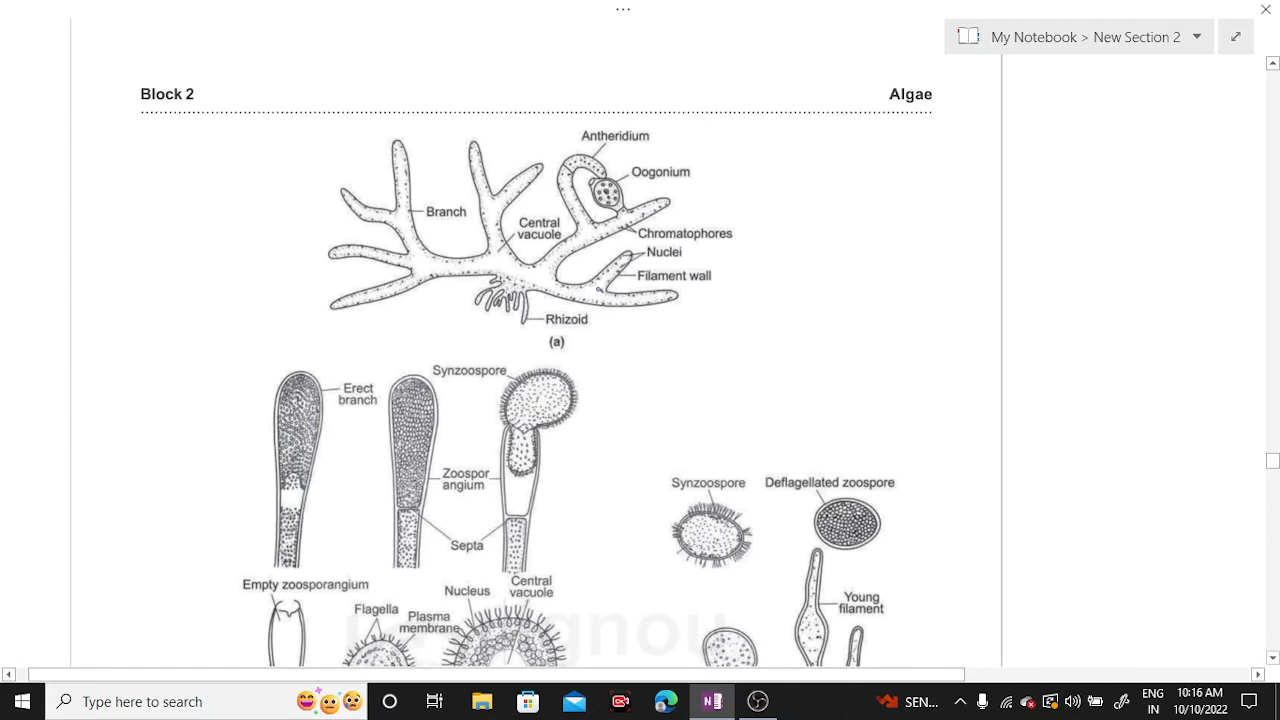 ...
My Notebook > New Section 2
Block 2
Algae
Antheridium
Oogonium
Branch
Central
vacuole
Chromatophores
Nuclei
Filament wall
Rhizoid
(a)
Synzoospore
Erect
branch
Zoospor
angium
Septa
Synzoospore
Deflagellated zoospore
Empty zoosporangium
Flagella
Plasma
membrane
Nucleus
Central
vacuole
Young
filament
gnou
Type here to search
SEN...
ENG
IN
10:16 AM
10/10/2022